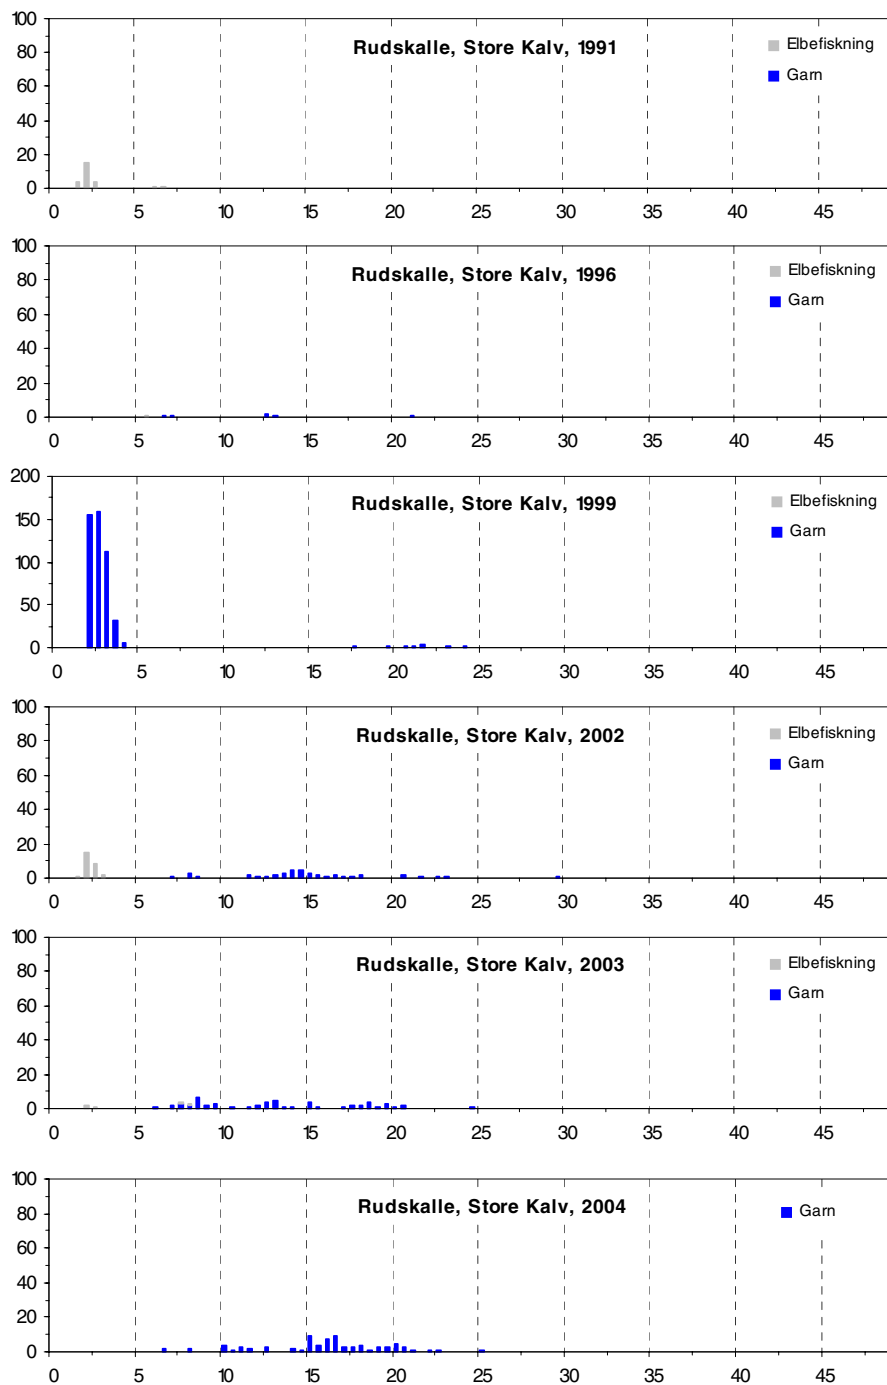 100
80
60
40
20
0
Rudskalle, Store Kalv, 1991
Elbefiskning
Garn
0 5 10 15 20 25 30 35 40 45
100
80
60
40
20
0
Rudskalle, Store Kalv, 1996
Elbefiskning
Garn
0 5 10 15 20 25 30 35 40 45
200
150
100
50
0
Rudskalle, Store Kalv, 1999
Elbefiskning
Garn
0 5 10 15 20 25 30 35 40 45
100
80
60
40
20
0
Rudskalle, Store Kalv, 2002
Elbefiskning
Garn
0 5 10 15 20 25 30 35 40 45
100
80
60
40
20
0
Rudskalle, Store Kalv, 2003
Elbefiskning
Garn
0 5 10 15 20 25 30 35 40 45
100
80
60
40
20
0
Rudskalle, Store Kalv, 2004
Garn
0 5 10 15 20 25 30 35 40 45